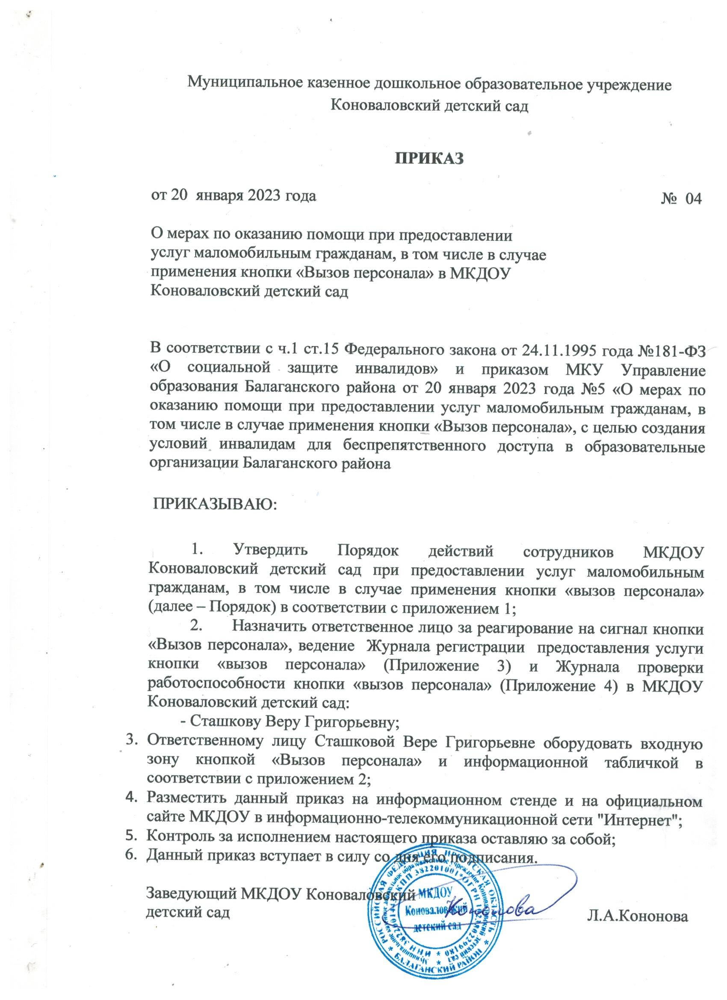 Муниципальное казенное дошкольное образовательное учреждение
Коноваловский детский сад
ПРИКАЗ
от 20 января 2023 года № 04
О мерах по оказанию помощи при предоставлении
услуг маломобильным гражданам, в том числе в случае
применения кнопки «Вызов персонала» в МКДОУ
Коноваловский детский сад
В соответствии с ч.1 ст.15 Федерального закона от 24.11.1995 года №181-ФЗ
«О социальной защите инвалидов» и приказом МКУ Управление
образования Балаганского района от 20 января 2023 года №5 «О мерах по
оказанию помощи при предоставлении услуг маломобильным гражданам, в
том числе в случае применения кнопки «Вызов персонала», с целью создания
условий инвалидам для беспрепятственного доступа в образовательные
организации Балаганского района
ПРИКАЗЫВАЮ:
1. Утвердить Порядок действий сотрудников МКДОУ
Коноваловский детский сад при предоставлении услуг маломобильным
гражданам, в том числе в случае применения кнопки «вызов персонала»
(далее – Порядок) в соответствии с приложением 1;
2. Назначить ответственное лицо за реагирование на сигнал кнопки
«Вызов персонала», ведение Журнала регистрации предоставления услуги
кнопки «вызов персонала» (Приложение 3) и Журнала проверки
работоспособности кнопки «вызов персонала» (Приложение 4) в МКДОУ
Коноваловский детский сад:
- Сташкову Веру Григорьевну;
3. Ответственному лицу Сташковой Вере Григорьевне оборудовать входную
зону кнопкой «Вызов персонала» и информационной табличкой в
соответствии с приложением 2;
4. Разместить данный приказ на информационном стенде и на официальном
сайте МКДОУ в информационно-телекоммуникационной сети "Интернет";
5. Контроль за исполнением настоящего приказа оставляю за собой;
6. Данный приказ вступает в силу со дня его подписания.
Заведующий МКДОУ Коноваловский
детский сад Л.А.Кононова
Кононова
МКДОУ
Коноваловский
детский сад
РОССИЙСКАЯ ФЕДЕРАЦИЯ ИРКУТСКАЯ ОБЛАСТЬ
* БАЛАГАНСКИЙ РАЙОН *
КПП 382201001*ОГРН